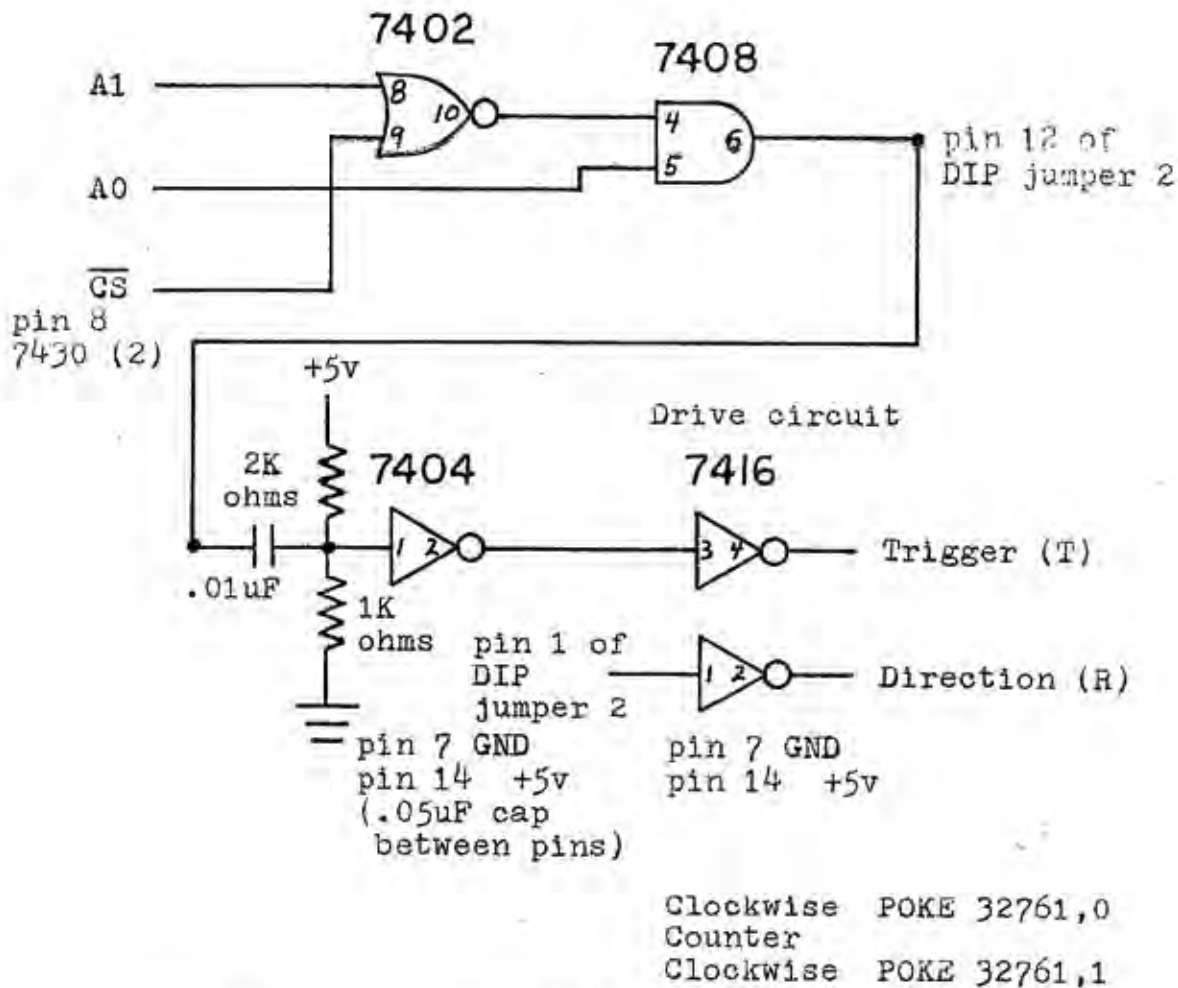 7402
7408
A1
8
9
10
4
5
6
pin 12 of
DIP jumper 2
A0
CS
pin 8
7430 (2)
+5v
Drive circuit
2K
ohms
7404
7416
1 2
3 4
Trigger (T)
.01uF
1K
ohms
pin 1 of
DIP
jumper 2
1 2
Direction (R)
pin 7 GND
pin 14 +5v
(.05uF cap
between pins)
pin 7 GND
pin 14 +5v
Clockwise POKE 32761,0
Counter
Clockwise POKE 32761,1